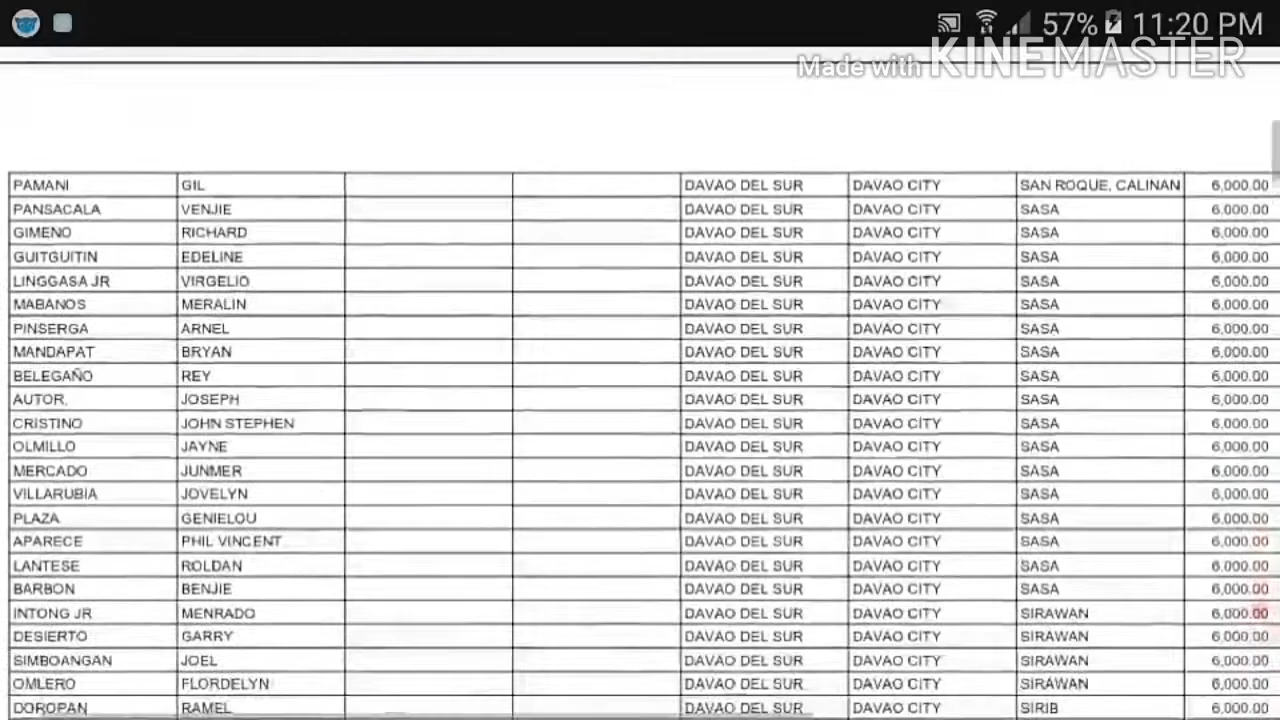 57% 11:20 PM
Made with KINEMASTER
PAMANI GIL DAVAO DEL SUR DAVAO CITY SAN ROQUE, CALINAN 6,000.00
PANSACALA VENJIE DAVAO DEL SUR DAVAO CITY SASA 6,000.00
GIMENO RICHARD DAVAO DEL SUR DAVAO CITY SASA 6,000.00
GUITGUITIN EDELINE DAVAO DEL SUR DAVAO CITY SASA 6,000.00
LINGGASA JR VIRGELIO DAVAO DEL SUR DAVAO CITY SASA 6,000.00
MABANOS MERALIN DAVAO DEL SUR DAVAO CITY SASA 6,000.00
PINSERGA ARNEL DAVAO DEL SUR DAVAO CITY SASA 6,000.00
MANDAPAT BRYAN DAVAO DEL SUR DAVAO CITY SASA 6,000.00
BELEGAÑO REY DAVAO DEL SUR DAVAO CITY SASA 6,000.00
AUTOR, JOSEPH DAVAO DEL SUR DAVAO CITY SASA 6,000.00
CRISTINO JOHN STEPHEN DAVAO DEL SUR DAVAO CITY SASA 6,000.00
OLMILLO JAYNE DAVAO DEL SUR DAVAO CITY SASA 6,000.00
MERCADO JUNMER DAVAO DEL SUR DAVAO CITY SASA 6,000.00
VILLARUBIA JOVELYN DAVAO DEL SUR DAVAO CITY SASA 6,000.00
PLAZA GENIELOU DAVAO DEL SUR DAVAO CITY SASA 6,000.00
APARECE PHIL VINCENT DAVAO DEL SUR DAVAO CITY SASA 6,000.00
LANTESE ROLDAN DAVAO DEL SUR DAVAO CITY SASA 6,000.00
BARBON BENJIE DAVAO DEL SUR DAVAO CITY SASA 6,000.00
INTONG JR MENRADO DAVAO DEL SUR DAVAO CITY SIRAWAN 6,000.00
DESIERTO GARRY DAVAO DEL SUR DAVAO CITY SIRAWAN 6,000.00
SIMBOANGAN JOEL DAVAO DEL SUR DAVAO CITY SIRAWAN 6,000.00
OMLERO FLORDELYN DAVAO DEL SUR DAVAO CITY SIRAWAN 6,000.00
DOROPAN RAMEL DAVAO DEL SUR DAVAO CITY SIRIB 6,000.00